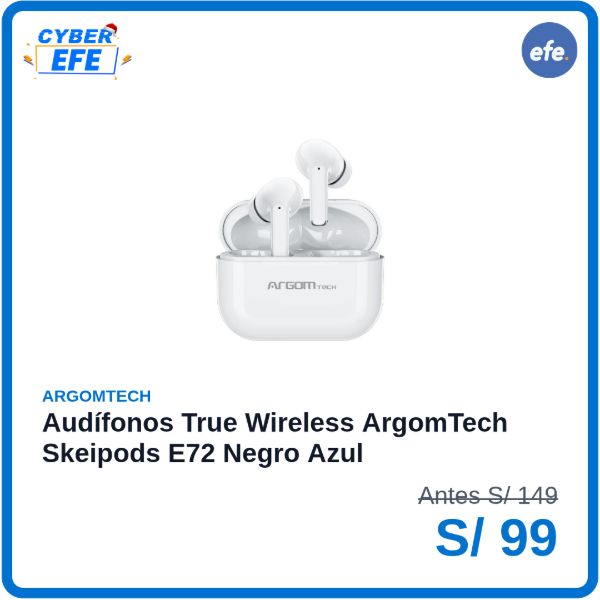 CYBER
EFE
efe.
ARGOM TECH
ARGOMTECH
Audífonos True Wireless ArgomTech
Skeipods E72 Negro Azul
Antes S/ 149
S/ 99